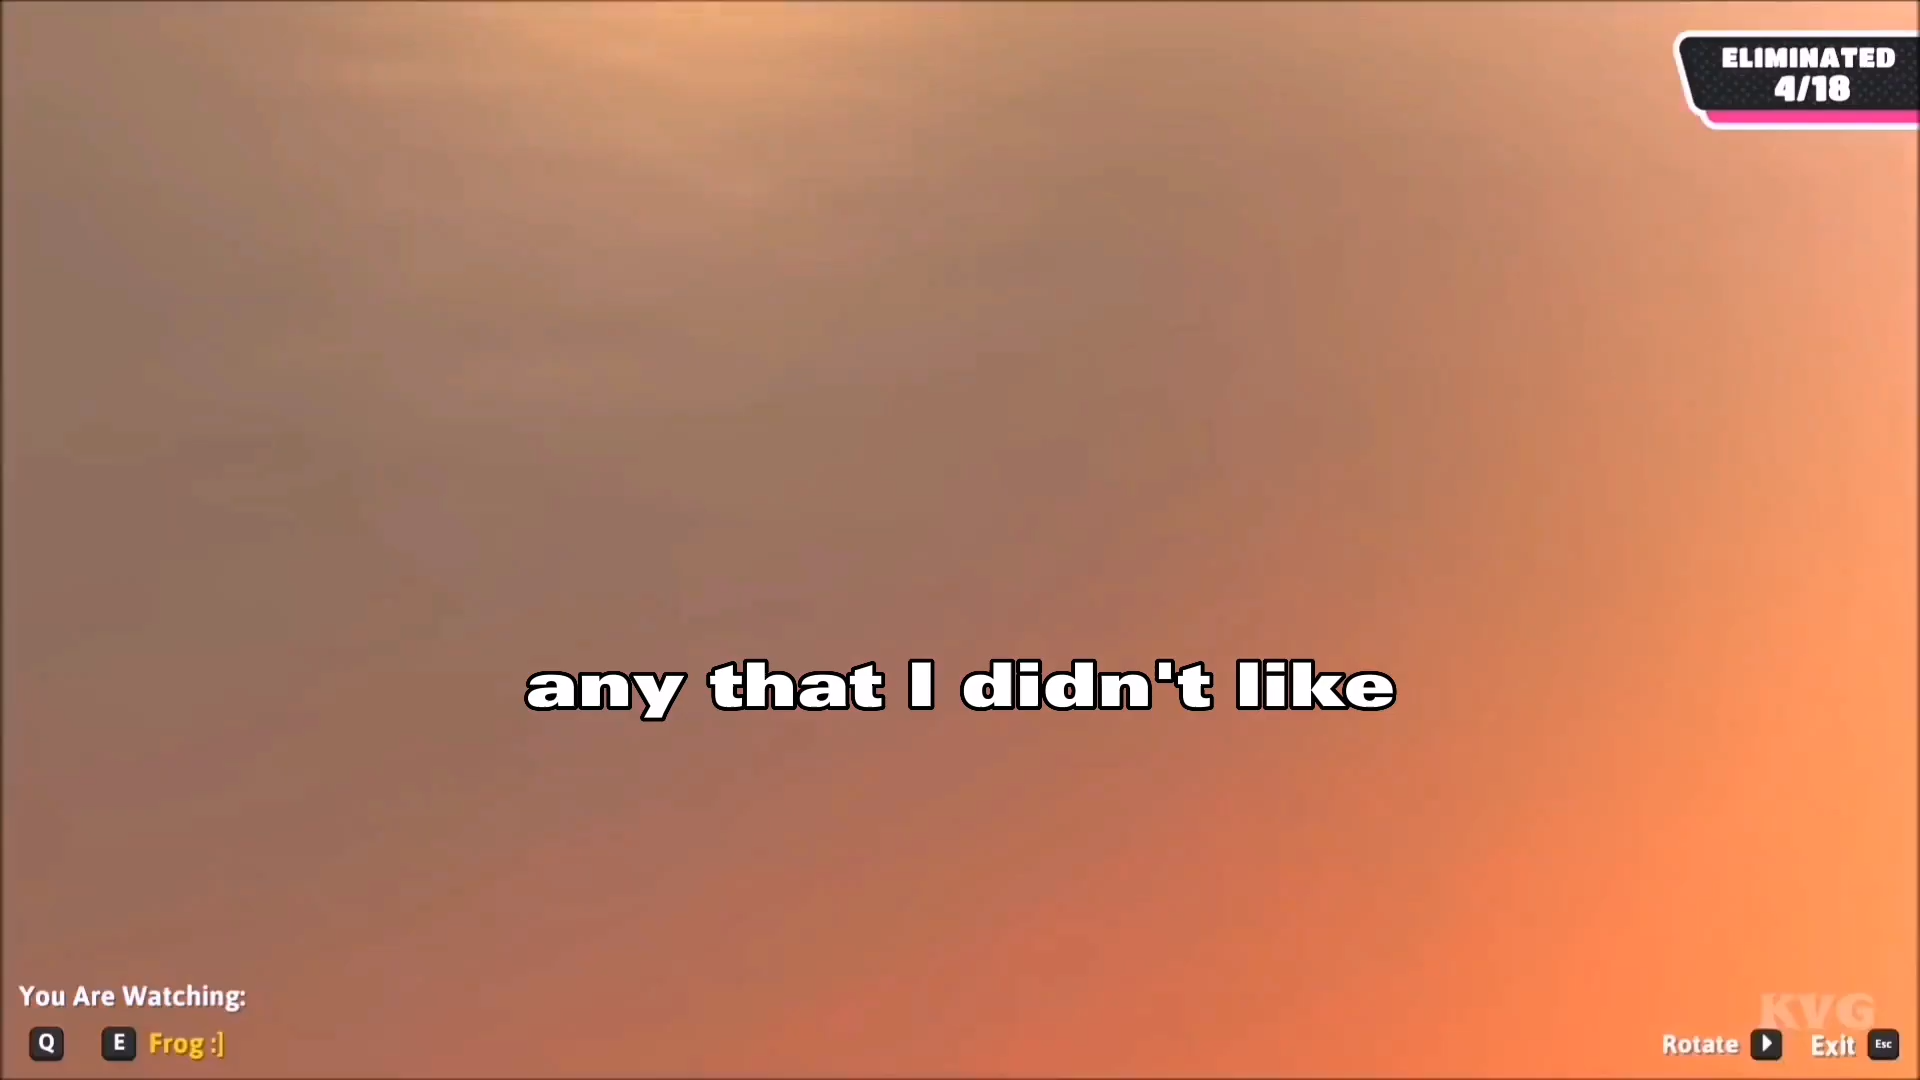 ELIMINATED
4/18
any that I didn't like
You Are Watching:
Q E Frog :]
KVG
Rotate Exit Esc